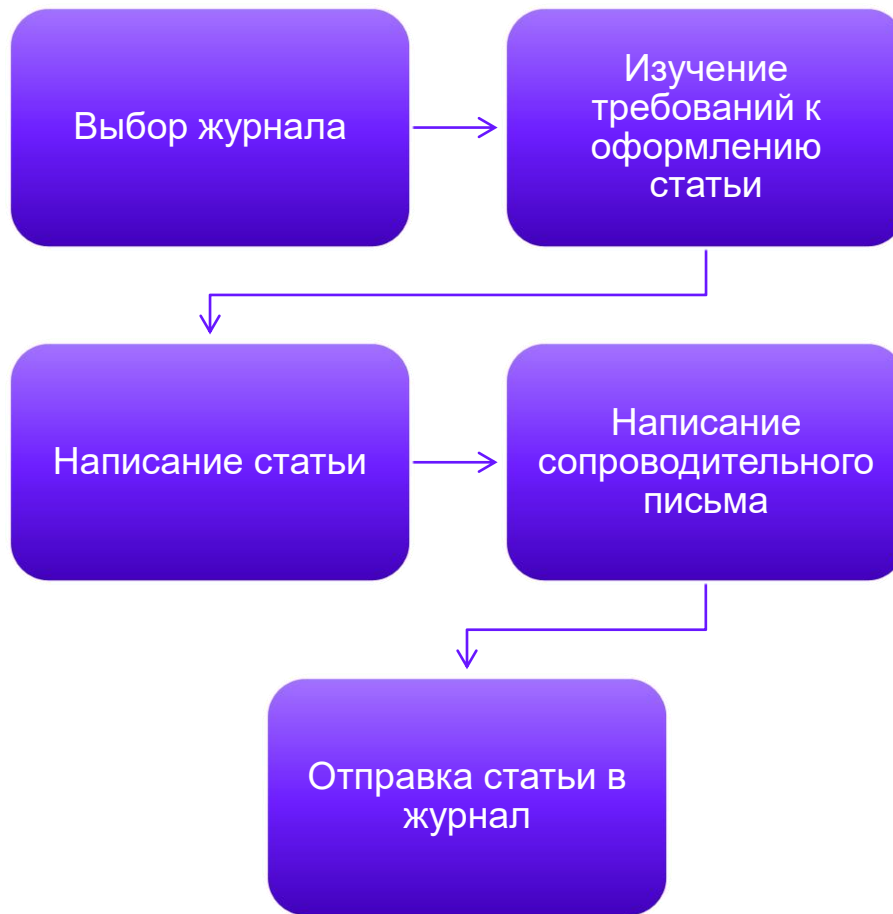 Выбор журнала
Изучение
требований к
оформлению
статьи
Написание статьи
Написание
сопроводительного
письма
Отправка статьи в
журнал